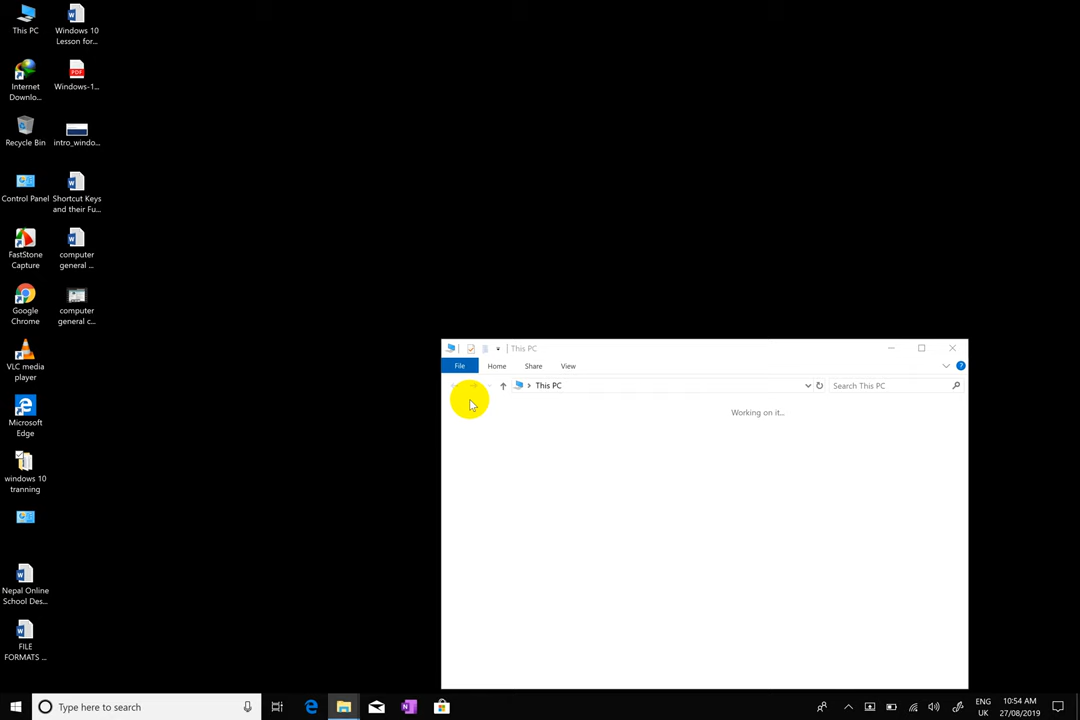 This PC
Windows 10
Lesson for...
Internet
Downlo...
PDF
Windows-1...
Recycle Bin
intro_windo...
Control Panel
Shortcut Keys
and their Fu...
FastStone
Capture
computer
general ...
Google
Chrome
computer
general c...
VLC media
player
Microsoft
Edge
windows 10
tranning
Nepal Online
School Des...
FILE
FORMATS ...
This PC
File
Home
Share
View
This PC
Search This PC
Working on it...
Type here to search
ENG
UK
10:54 AM
27/08/2019